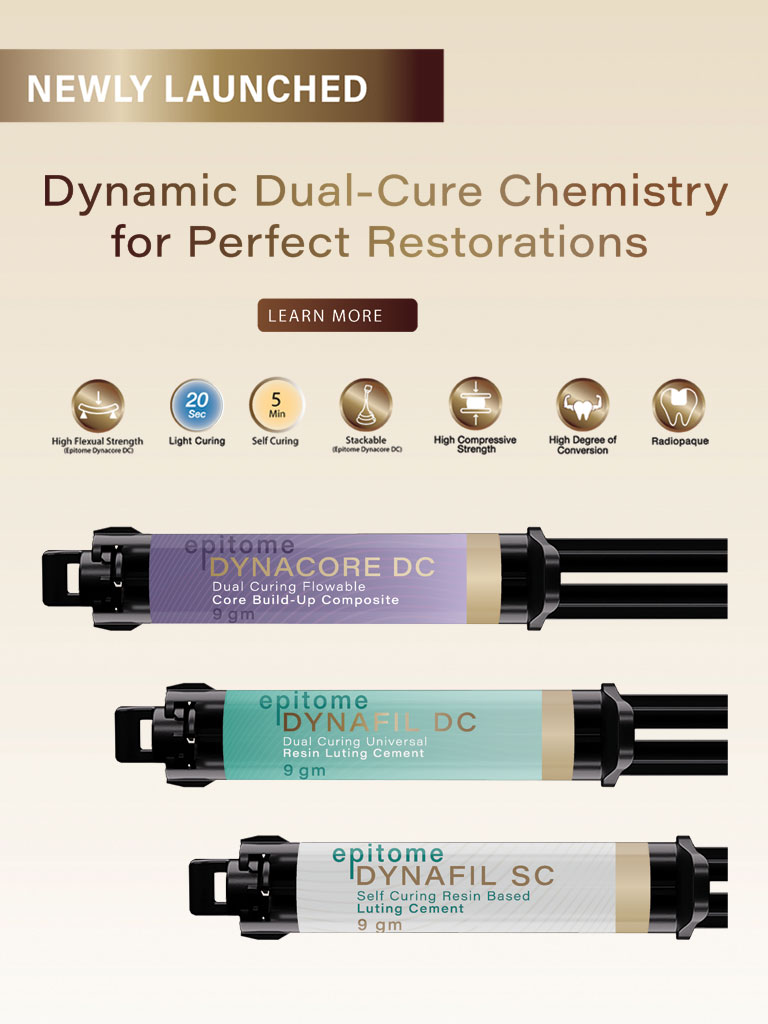 NEWLY LAUNCHED
Dynamic Dual-Cure Chemistry
for Perfect Restorations
LEARN MORE
High Flexual Strength
(Epitome Dynacore DC)
20
Sec
Light Curing
5
Min
Self Curing
Stackable
(Epitome Dynacore DC)
High Compressive
Strength
High Degree of
Conversion
Radiopaque
epitome
DYNACORE DC
Dual Curing Flowable
Core Build-Up Composite
9 gm
epitome
DYNAFIL DC
Dual Curing Universal
Resin Luting Cement
9 gm
epitome
DYNAFIL SC
Self Curing Resin Based
Luting Cement
9 gm